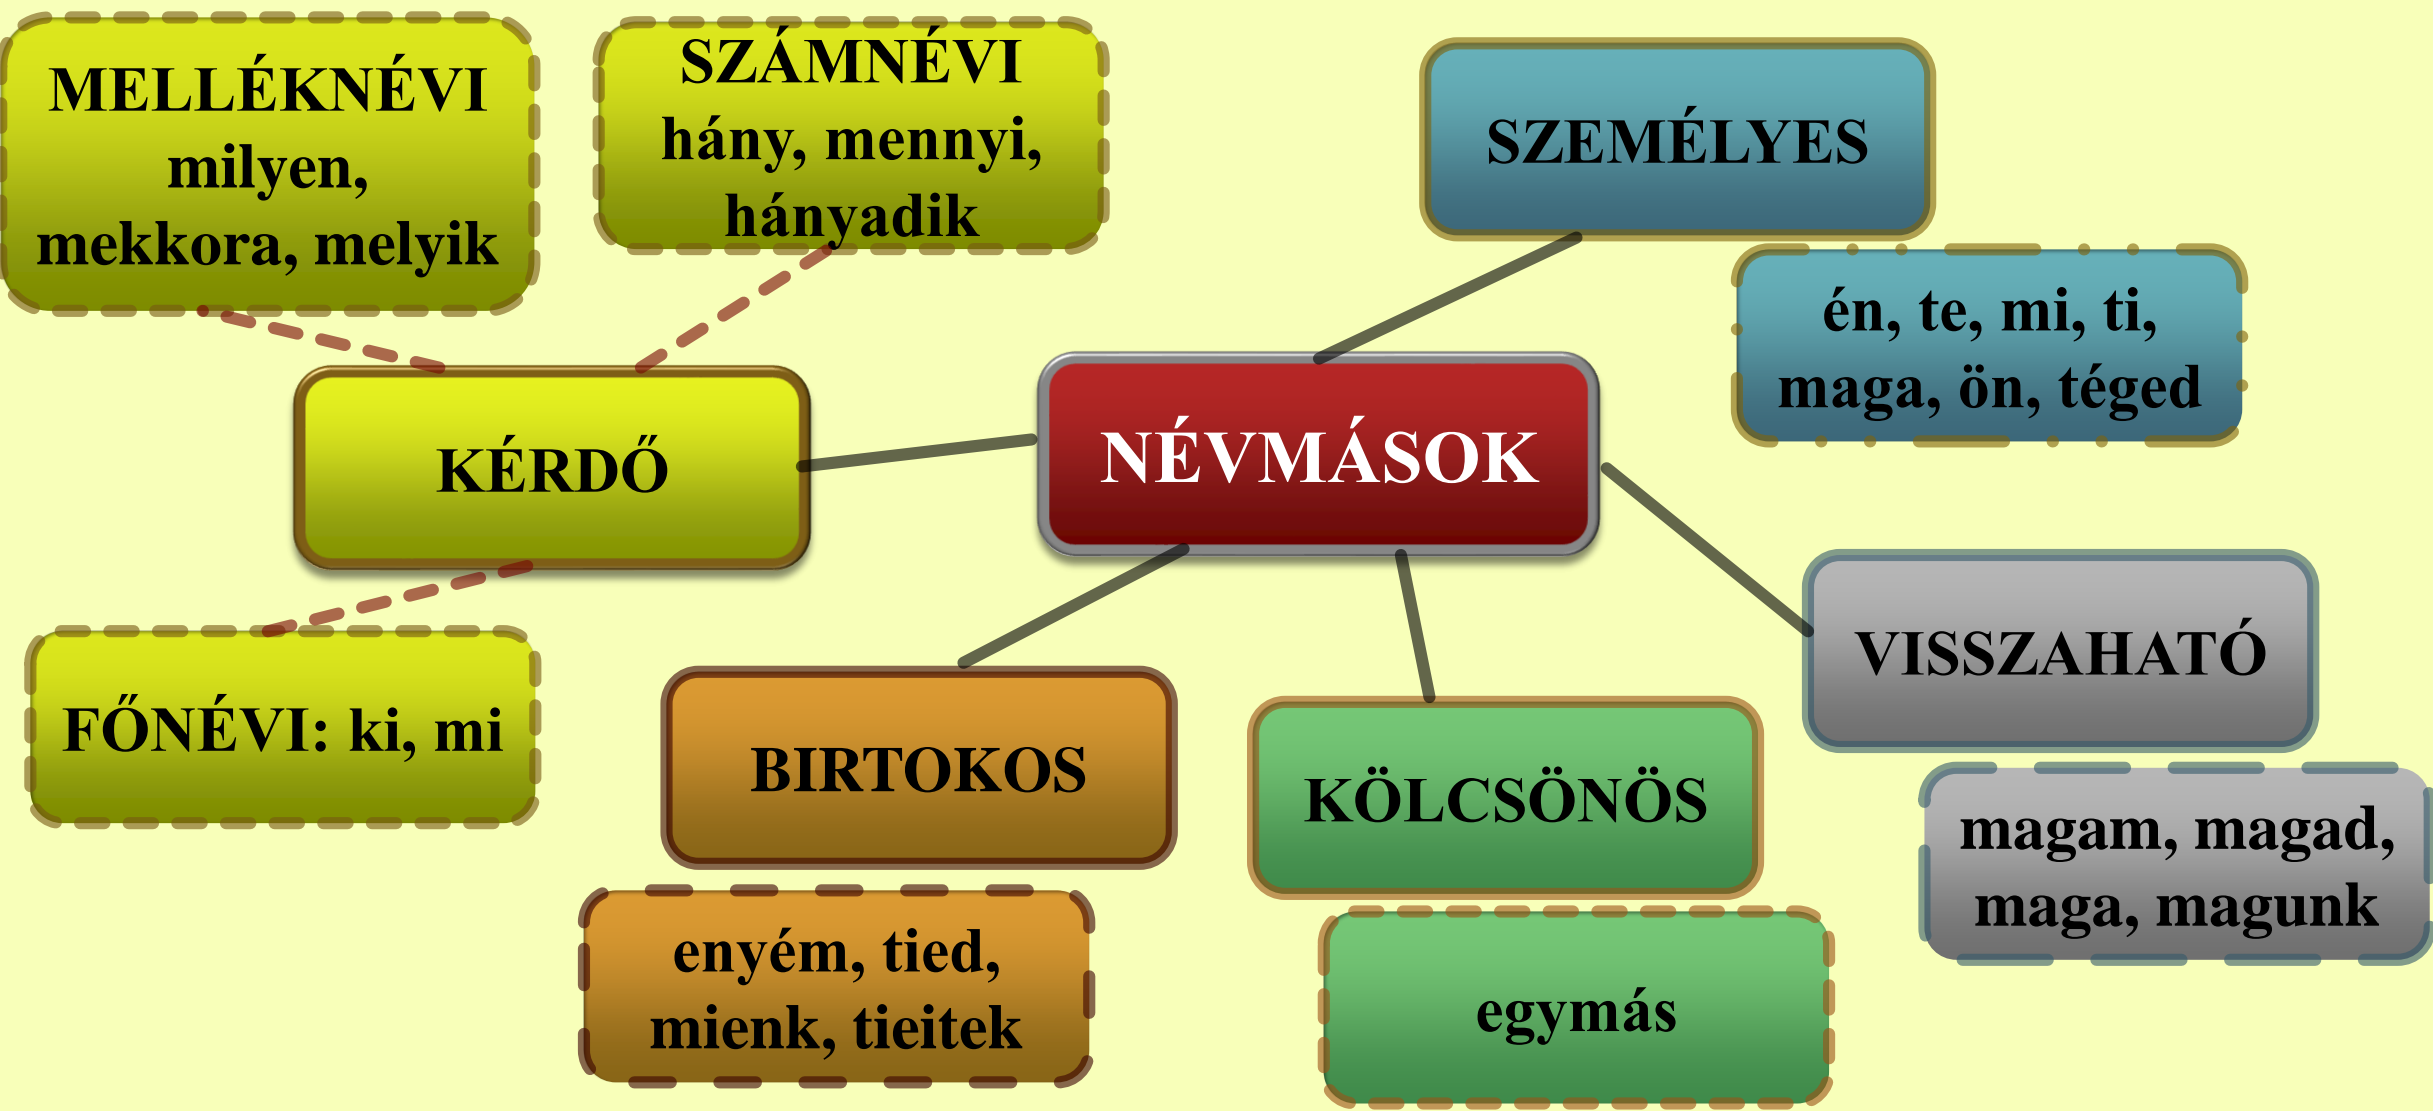 MELLÉKNÉVI
milyen,
mekkora, melyik
SZÁMNÉVI
hány, mennyi,
hányadik
SZEMÉLYES
én, te, mi, ti,
maga, ön, téged
KÉRDŐ
NÉVMÁSOK
FŐNÉVI: ki, mi
BIRTOKOS
enyém, tied,
mienk, tieitek
KÖLCSÖNÖS
egymás
VISSZAHATÓ
magam, magad,
maga, magunk